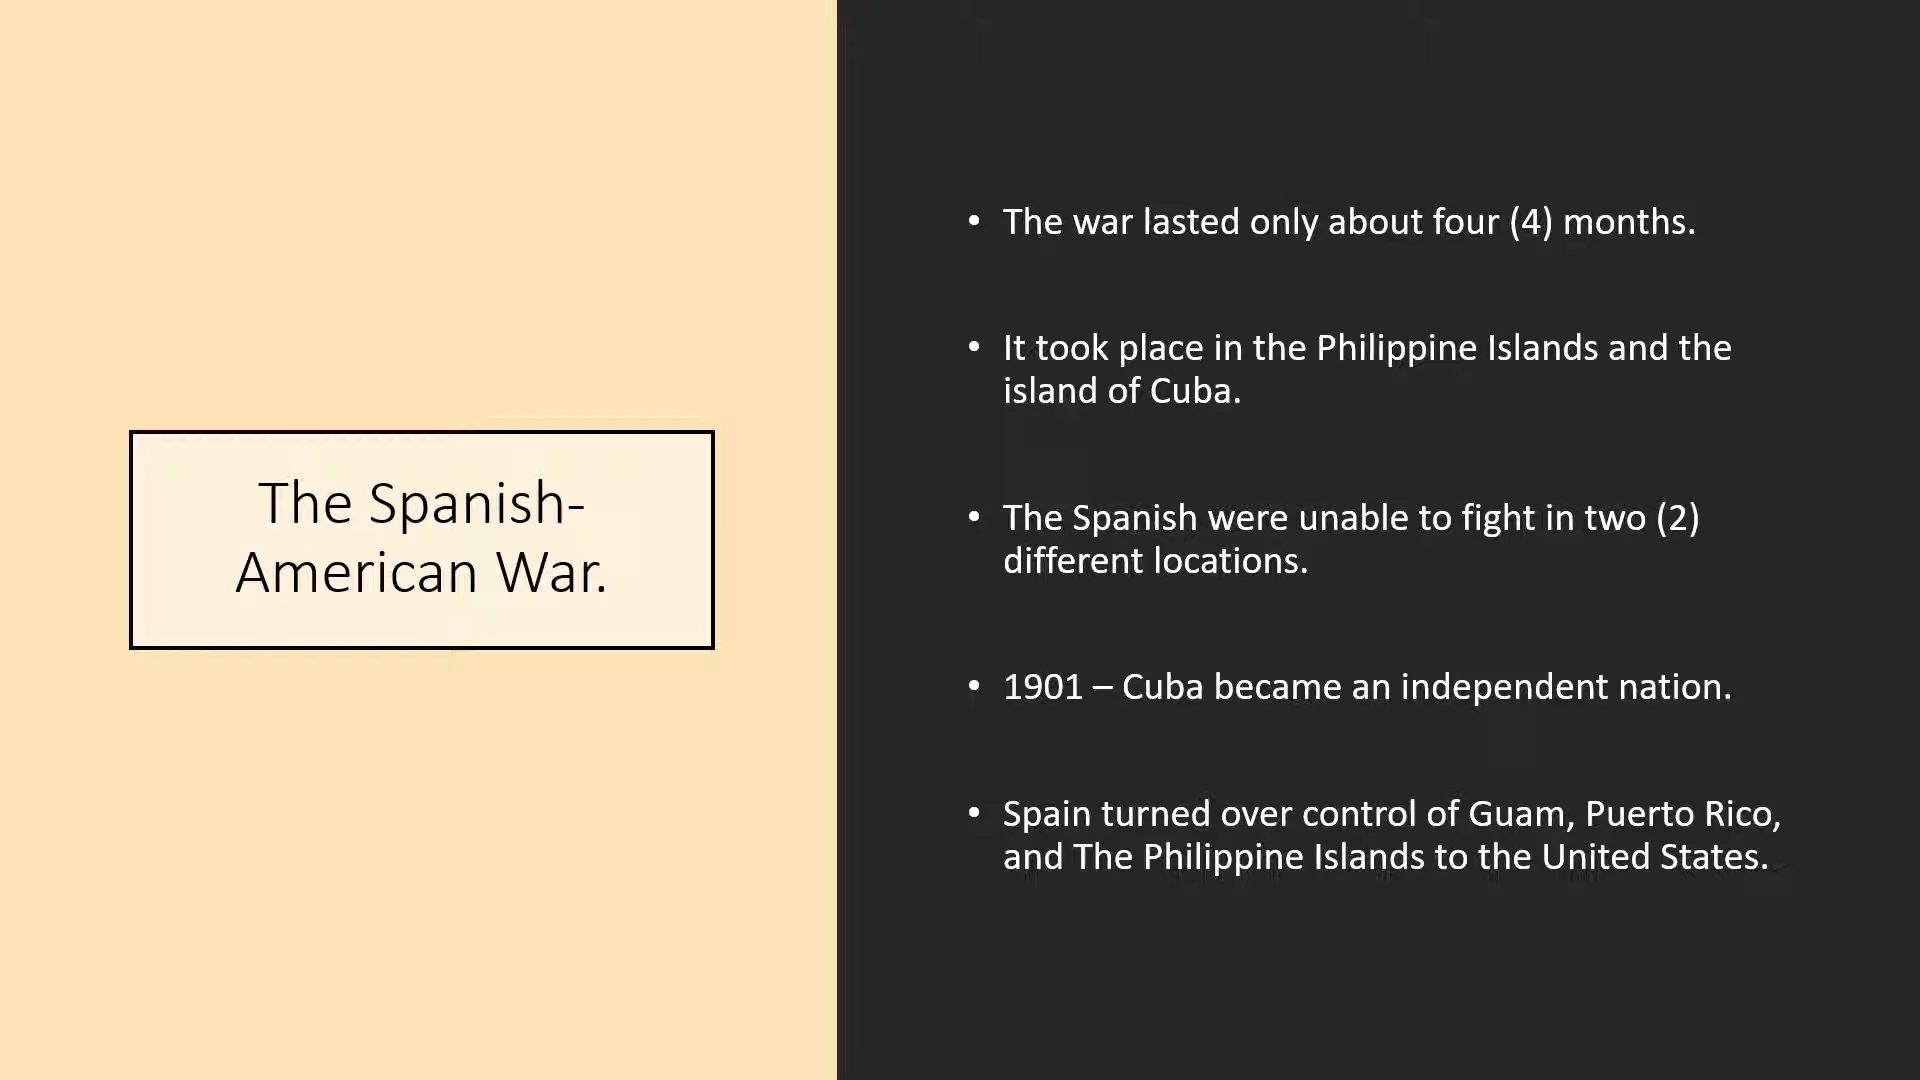 The Spanish-
American War.
• The war lasted only about four (4) months.
• It took place in the Philippine Islands and the
island of Cuba.
• The Spanish were unable to fight in two (2)
different locations.
• 1901 – Cuba became an independent nation.
• Spain turned over control of Guam, Puerto Rico,
and The Philippine Islands to the United States.